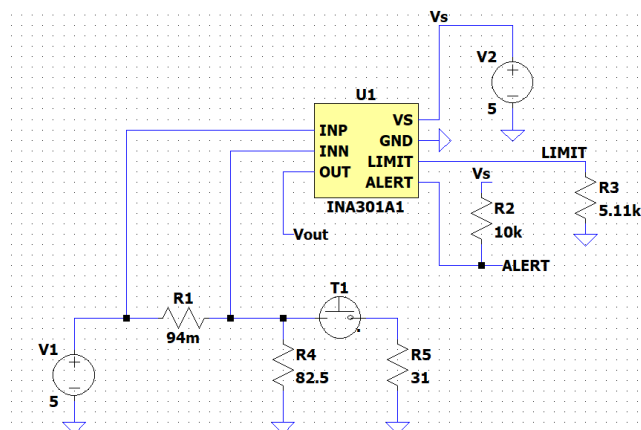 Vs
V2
5
U1
INP
INN
OUT
VS
GND
LIMIT
ALERT
INA301A1
LIMIT
R3
5.11k
Vs
R2
10k
Vout
ALERT
R1
94m
T1
V1
5
R4
82.5
R5
31